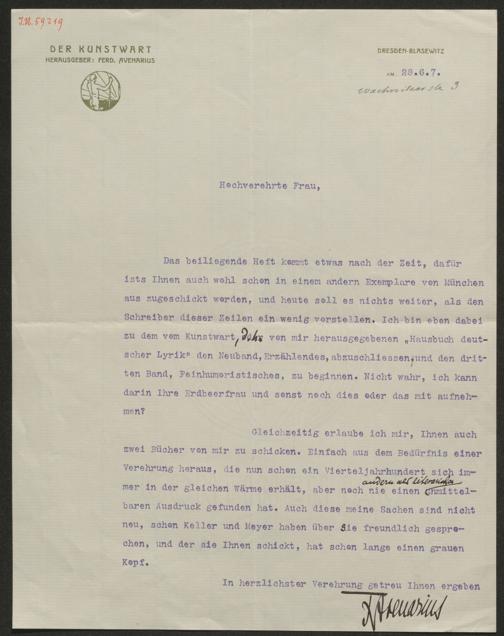 I.N. 59219
DER KUNSTWART
HERAUSGEBER: FERD. AVENARIUS
DRESDEN-BLASEWITZ
AM 28.6.7.
Hochverehrte Frau,
Das beiliegende Heft kommt etwas nach der Zeit, dafür
ists Ihnen auch wohl schon in einem andern Exemplare von München
aus zugeschickt worden, und heute soll es nichts weiter, als den
Schreiber dieser Zeilen ein wenig vorstellen. Ich bin eben dabei
zu dem vom Kunstwart, von mir herausgegebenen „Hausbuch deut-
scher Lyrik" den Neuband, Erzählendes, abzuschliessen, und den drit-
ten Band, Feinhumoristisches, zu beginnen. Nicht wahr, ich kann
darin Ihre Erdbeerfrau und sonst noch dies oder das mit aufneh-
men?
Gleichzeitig erlaube ich mir, Ihnen auch
zwei Bücher von mir zu schicken. Einfach aus dem Bedürfnis einer
Verehrung heraus, die nun schon ein Vierteljahrhundert sich im-
andern als literarischen
mer in der gleichen Wärme erhält, aber noch nie einen unmittel-
baren Ausdruck gefunden hat. Auch diese meine Sachen sind nicht
neu, schon Keller und Meyer haben über sie freundlich gespro-
chen, und der sie Ihnen schickt, hat schon lange einen grauen
Kopf.
In herzlichster Verehrung getreu Ihnen ergeben
F Avenarius